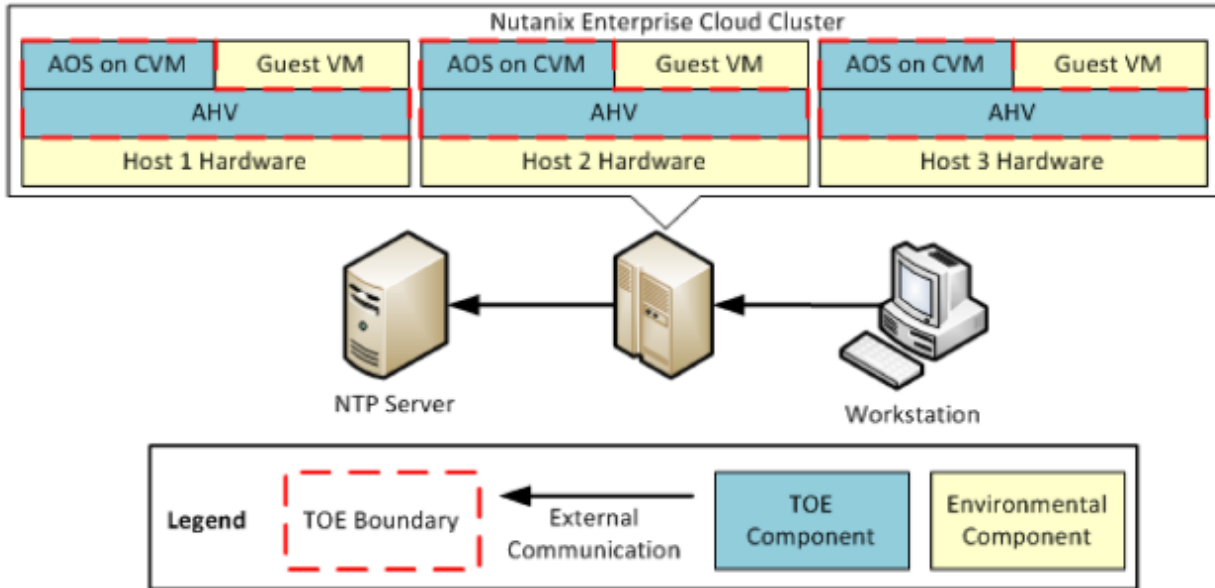 Nutanix Enterprise Cloud Cluster
AOS on CVM
Guest VM
AHV
Host 1 Hardware
AOS on CVM
Guest VM
AHV
Host 2 Hardware
AOS on CVM
Guest VM
AHV
Host 3 Hardware
NTP Server
Workstation
Legend
TOE Boundary
External
Communication
TOE
Component
Environmental
Component